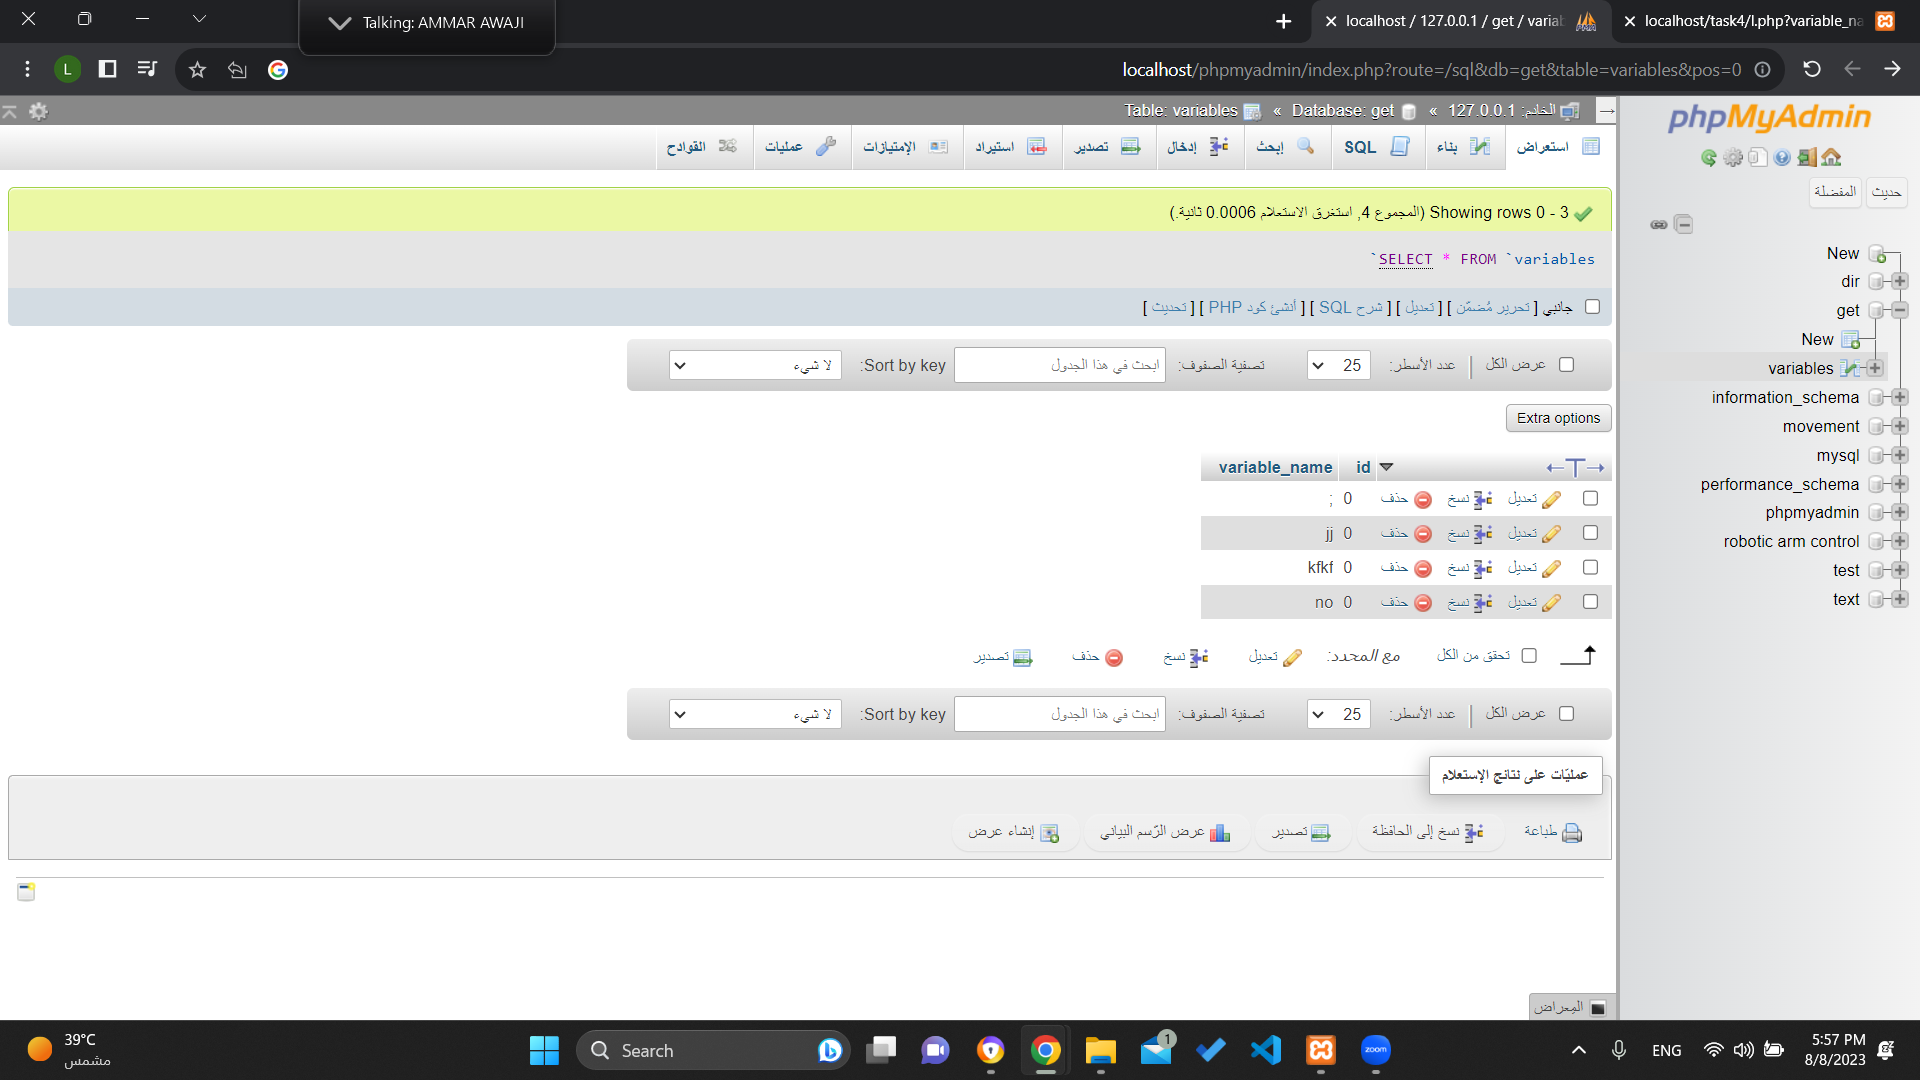 Talking: AMMAR AWAJI
localhost / 127.0.0.1 / get / variab
localhost/task4/l.php?variable_na
L
localhost/phpmyadmin/index.php?route=/sql&db=get&table=variables&pos=0
الخادم: 127.0.0.1 » Database: get » Table: variables
استعراض
بناء
SQL
إبحث
إدخال
تصدير
استيراد
الإمتيازات
عمليات
القوادح
Showing rows 0 - 3 (المجموع 4, استغرق الاستعلام 0.0006 ثانية.)
SELECT * FROM `variables`
جانبي [ تحرير مُضمّن ] [ تعديل ] [ شرح SQL ] [ أنشئ كود PHP ] [ تحديث ]
عرض الكل | عدد الأسطر: 25 تصفية الصفوف: ابحث في هذا الجدول Sort by key: لا شيء
Extra options
id variable_name
تعديل نسخ حذف 0 ;
تعديل نسخ حذف 0 jj
تعديل نسخ حذف 0 kfkf
تعديل نسخ حذف 0 no
تحقق من الكل مع المحدد: تعديل نسخ حذف تصدير
عرض الكل | عدد الأسطر: 25 تصفية الصفوف: ابحث في هذا الجدول Sort by key: لا شيء
عمليّات على نتائج الإستعلام
طباعة نسخ إلى الحافظة تصدير عرض الرّسم البياني إنشاء عرض
المِعراض
phpMyAdmin
حديث المفضلة
New
dir
get
New
variables
information_schema
movement
mysql
performance_schema
phpmyadmin
robotic arm control
test
text
39°C
مشمس
Search
1
zoom
ENG
5:57 PM
8/8/2023